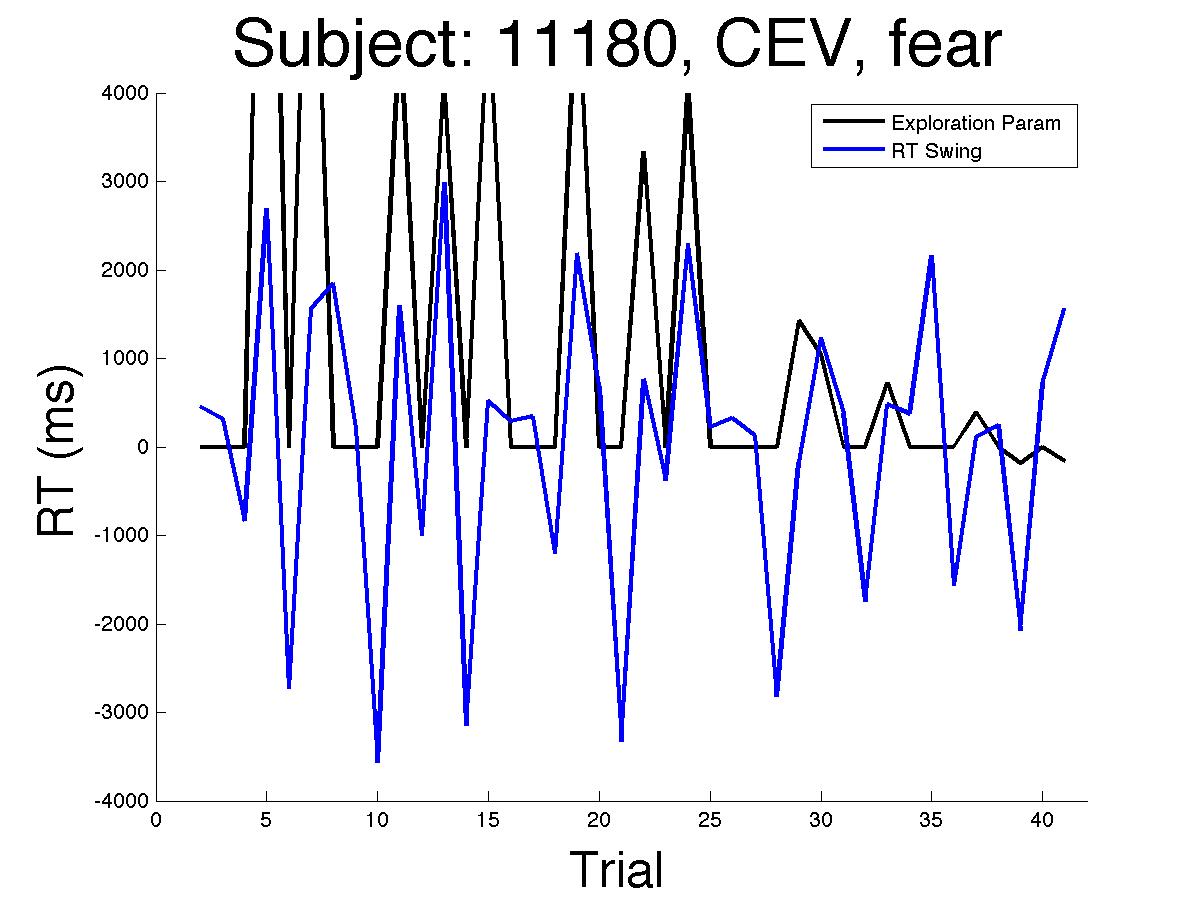 Subject: 11180, CEV, fear
4000
3000
2000
1000
0
-1000
-2000
-3000
-4000
RT (ms)
Exploration Param
RT Swing
0 5 10 15 20 25 30 35 40
Trial